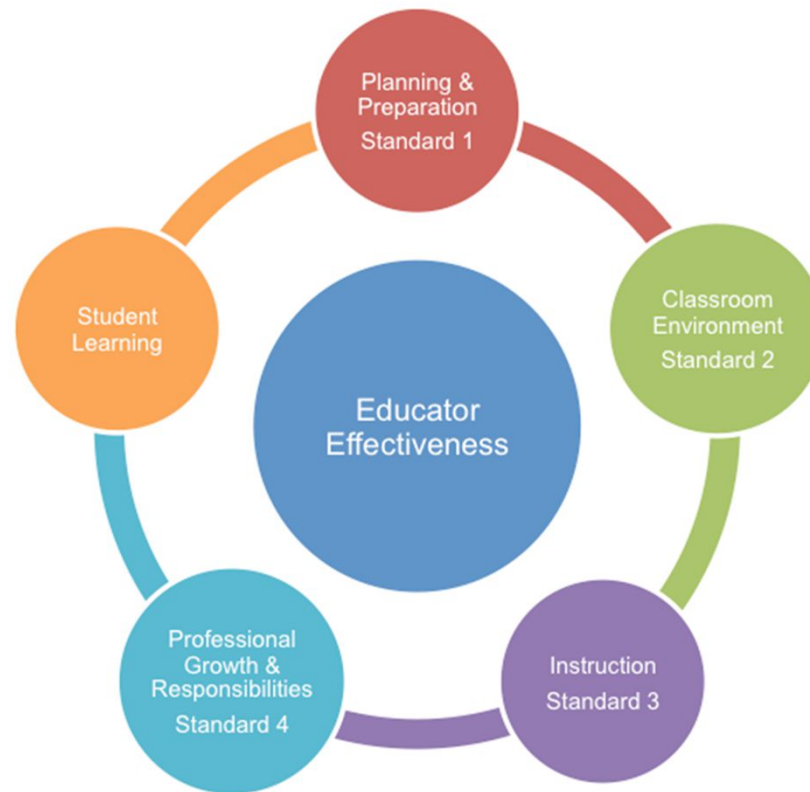 Planning &
Preparation
Standard 1
Classroom
Environment
Standard 2
Instruction
Standard 3
Professional
Growth &
Responsibilities
Standard 4
Student
Learning
Educator
Effectiveness